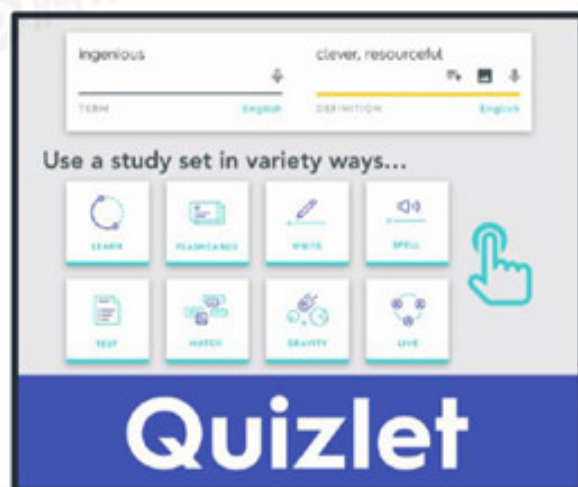 ingenious
clever, resourceful
TERM
English
DEFINITION
English
Use a study set in variety ways...
LEARN
FLASHCARDS
WRITE
SPELL
TEST
MATCH
GRAVITY
LIVE
Quizlet